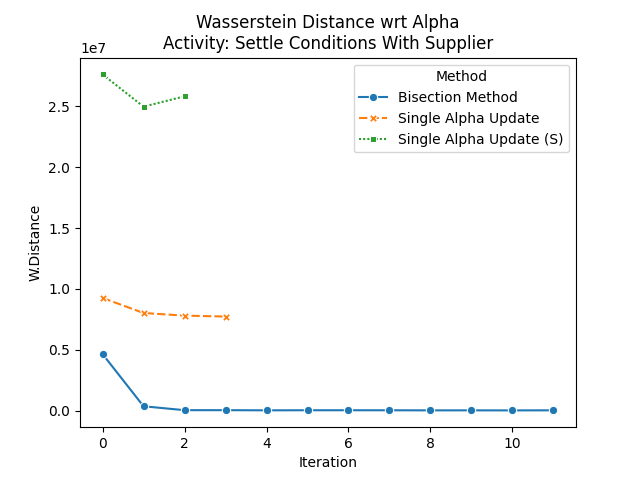 Wasserstein Distance wrt Alpha
Activity: Settle Conditions With Supplier
1e7
Method
Bisection Method
Single Alpha Update
Single Alpha Update (S)
W.Distance
2.5
2.0
1.5
1.0
0.5
0.0
0 2 4 6 8 10
Iteration